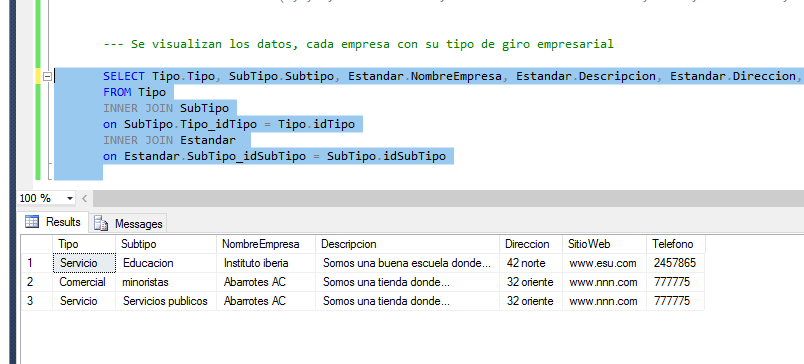 --- Se visualizan los datos, cada empresa con su tipo de giro empresarial
SELECT Tipo.Tipo, SubTipo.Subtipo, Estandar.NombreEmpresa, Estandar.Descripcion, Estandar.Direccion,
FROM Tipo
INNER JOIN SubTipo
on SubTipo.Tipo_idTipo = Tipo.idTipo
INNER JOIN Estandar
on Estandar.SubTipo_idSubTipo = SubTipo.idSubTipo
100 %
Results Messages
Tipo Subtipo NombreEmpresa Descripcion Direccion SitioWeb Telefono
1 Servicio Educacion Instituto iberia Somos una buena escuela donde... 42 norte www.esu.com 2457865
2 Comercial minoristas Abarrotes AC Somos una tienda donde... 32 oriente www.nnn.com 777775
3 Servicio Servicios publicos Abarrotes AC Somos una tienda donde... 32 oriente www.nnn.com 777775